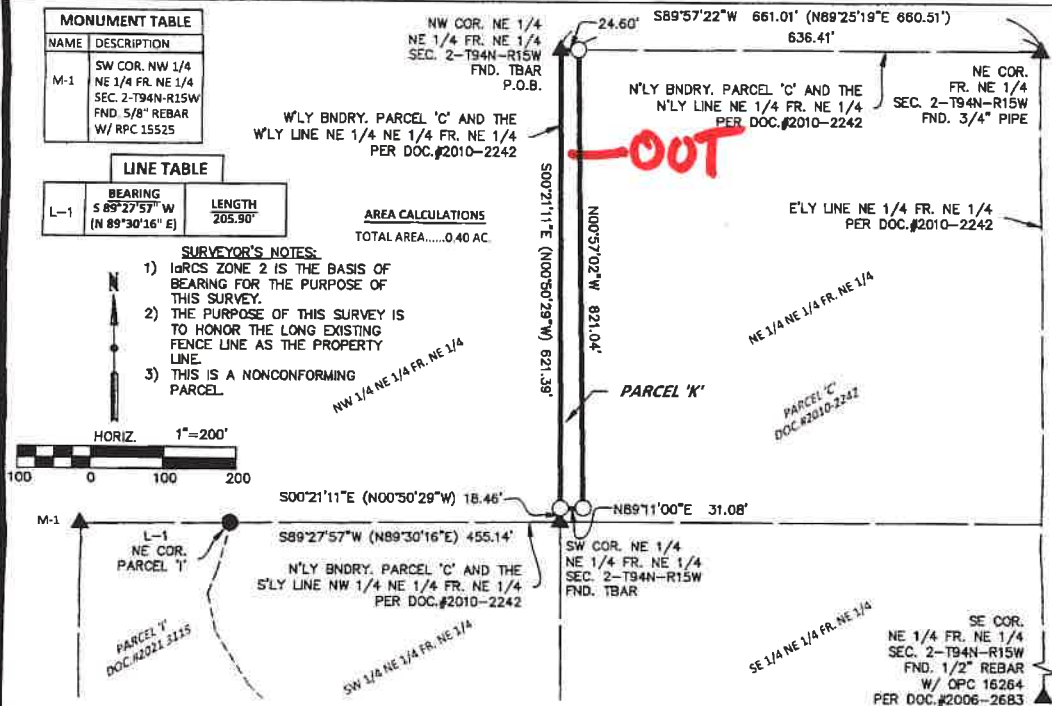 MONUMENT TABLE
NAME DESCRIPTION
M-1
SW COR. NW 1/4
NE 1/4 FR. NE 1/4
SEC. 2-T94N-R15W
FND. 5/8" REBAR
W/ RPC 15525
LINE TABLE
BEARING LENGTH
L-1 S 89°27'57" W 205.90'
(N 89°30'16" E)
AREA CALCULATIONS
TOTAL AREA......0.40 AC.
SURVEYOR'S NOTES:
1) IaRCS ZONE 2 IS THE BASIS OF
BEARING FOR THE PURPOSE OF
THIS SURVEY.
2) THE PURPOSE OF THIS SURVEY IS
TO HONOR THE LONG EXISTING
FENCE LINE AS THE PROPERTY
LINE.
3) THIS IS A NONCONFORMING
PARCEL.
N
HORIZ. 1"=200'
100 0 100 200
NW COR. NE 1/4
NE 1/4 FR. NE 1/4
SEC. 2-T94N-R15W
FND. TBAR
P.O.B.
24.60'
S89°57'22"W 661.01' (N89°25'19"E 660.51')
636.41'
NE COR.
FR. NE 1/4
SEC. 2-T94N-R15W
FND. 3/4" PIPE
N'LY BNDRY. PARCEL 'C' AND THE
N'LY LINE NE 1/4 FR. NE 1/4
PER DOC.#2010-2242
W'LY BNDRY. PARCEL 'C' AND THE
W'LY LINE NE 1/4 NE 1/4 FR. NE 1/4
PER DOC.#2010-2242
OOT
E'LY LINE NE 1/4 FR. NE 1/4
PER DOC.#2010-2242
S00°21'11"E (N00°50'29"W) 621.39'
N00°57'02"W 621.04'
NW 1/4 NE 1/4 FR. NE 1/4
NE 1/4 NE 1/4 FR. NE 1/4
PARCEL 'K'
PARCEL 'C'
DOC.#2010-2242
S00°21'11"E (N00°50'29"W) 18.46'
N89°11'00"E 31.08'
M-1
L-1
NE COR.
PARCEL 'I'
S89°27'57"W (N89°30'16"E) 455.14'
N'LY BNDRY. PARCEL 'C' AND THE
S'LY LINE NW 1/4 NE 1/4 FR. NE 1/4
PER DOC.#2010-2242
SW COR. NE 1/4
NE 1/4 FR. NE 1/4
SEC. 2-T94N-R15W
FND. TBAR
PARCEL 'I'
DOC.#2021 3115
SW 1/4 NE 1/4 FR. NE 1/4
SE 1/4 NE 1/4 FR. NE 1/4
SE COR.
NE 1/4 FR. NE 1/4
SEC. 2-T94N-R15W
FND. 1/2" REBAR
W/ OPC 16264
PER DOC.#2006-2683